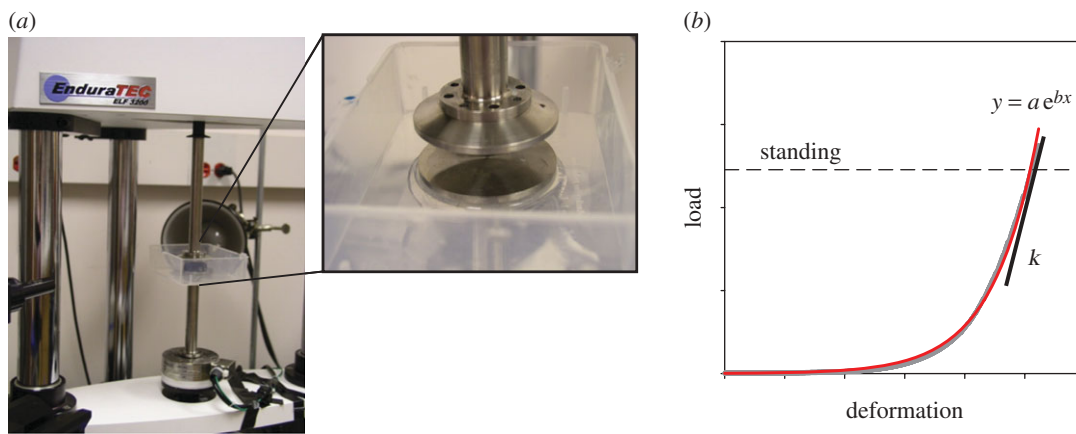 (a)
EnduraTEC
ELF 3200
(b)
y = a e^{bx}
standing
load
k
deformation